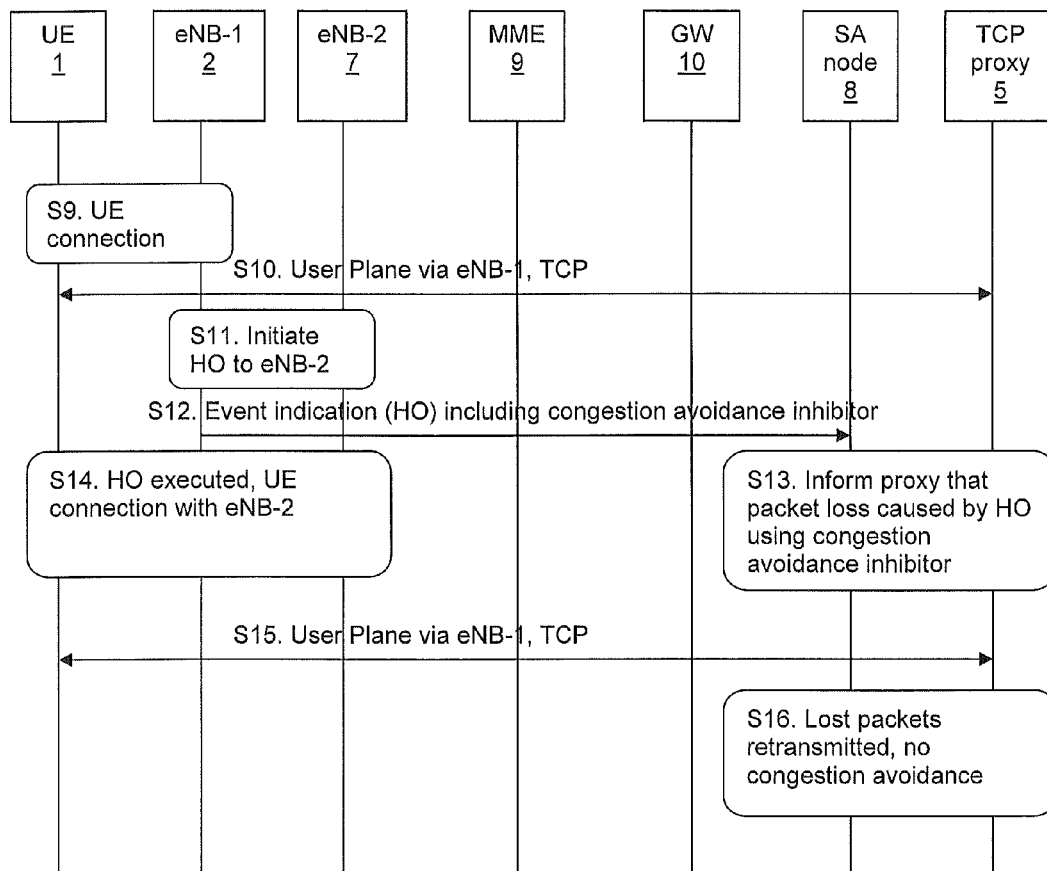 UE
1
eNB-1
2
eNB-2
7
MME
9
GW
10
SA
node
8
TCP
proxy
5
S9. UE
connection
S10. User Plane via eNB-1, TCP
S11. Initiate
HO to eNB-2
S12. Event indication (HO) including congestion avoidance inhibitor
S14. HO executed, UE
connection with eNB-2
S13. Inform proxy that
packet loss caused by HO
using congestion
avoidance inhibitor
S15. User Plane via eNB-1, TCP
S16. Lost packets
retransmitted, no
congestion avoidance